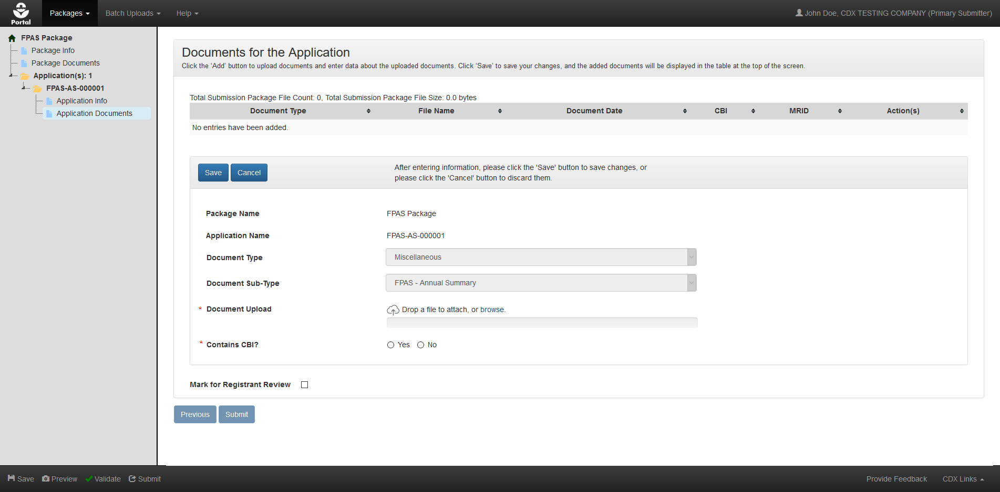 Portal
Packages
Batch Uploads
Help
John Doe, CDX TESTING COMPANY (Primary Submitter)
FPAS Package
Package Info
Package Documents
Application(s): 1
FPAS-AS-000001
Application Info
Application Documents
Documents for the Application
Click the ‘Add’ button to upload documents and enter data about the uploaded documents. Click ‘Save’ to save your changes, and the added documents will be displayed in the table at the top of the screen.
Total Submission Package File Count: 0, Total Submission Package File Size: 0.0 bytes
Document Type File Name Document Date CBI MRID Action(s)
No entries have been added.
Save Cancel
After entering information, please click the 'Save' button to save changes, or
please click the 'Cancel' button to discard them.
Package Name FPAS Package
Application Name FPAS-AS-000001
Document Type Miscellaneous
Document Sub-Type FPAS - Annual Summary
* Document Upload Drop a file to attach, or browse.
* Contains CBI? Yes No
Mark for Registrant Review
Previous Submit
Save Preview Validate Submit
Provide Feedback CDX Links